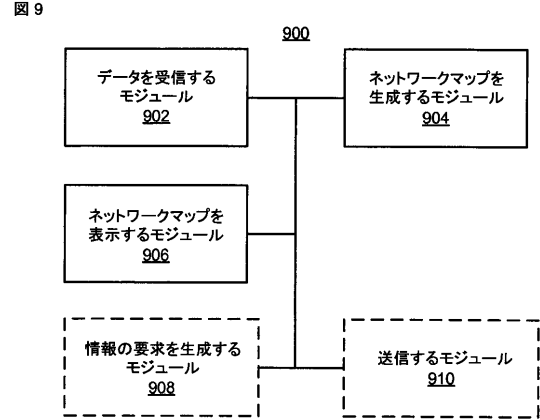 図 9
900
データを受信する
モジュール
902
ネットワークマップを
生成するモジュール
904
ネットワークマップを
表示するモジュール
906
情報の要求を生成する
モジュール
908
送信するモジュール
910